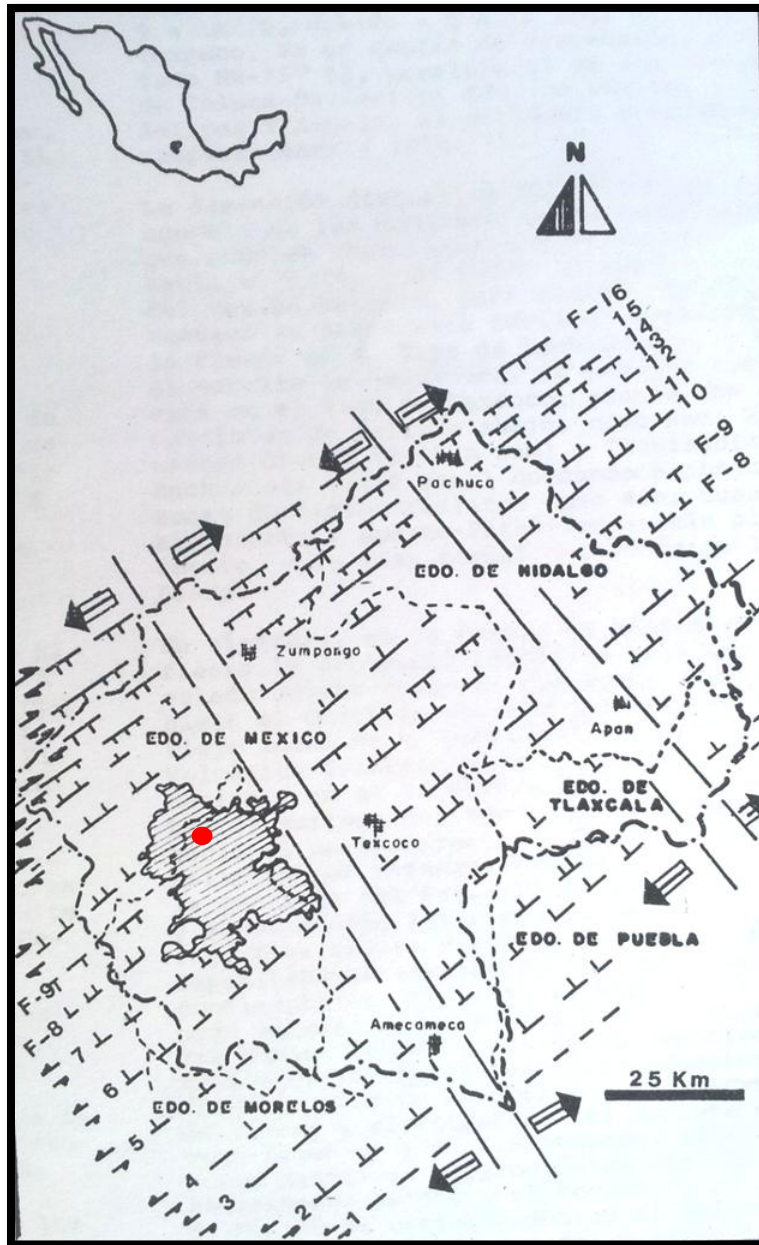 N
F-16
15
14
13
12
11
10
F-9
F-8
Pachuca
EDO. DE HIDALGO
Zumpango
EDO. DE MEXICO
Apan
EDO. DE
TLAXCALA
Texcoco
EDO. DE PUEBLA
Amecameca
25 Km
EDO. DE MORELOS
F-9
F-8
7
6
5
4
3
2
1